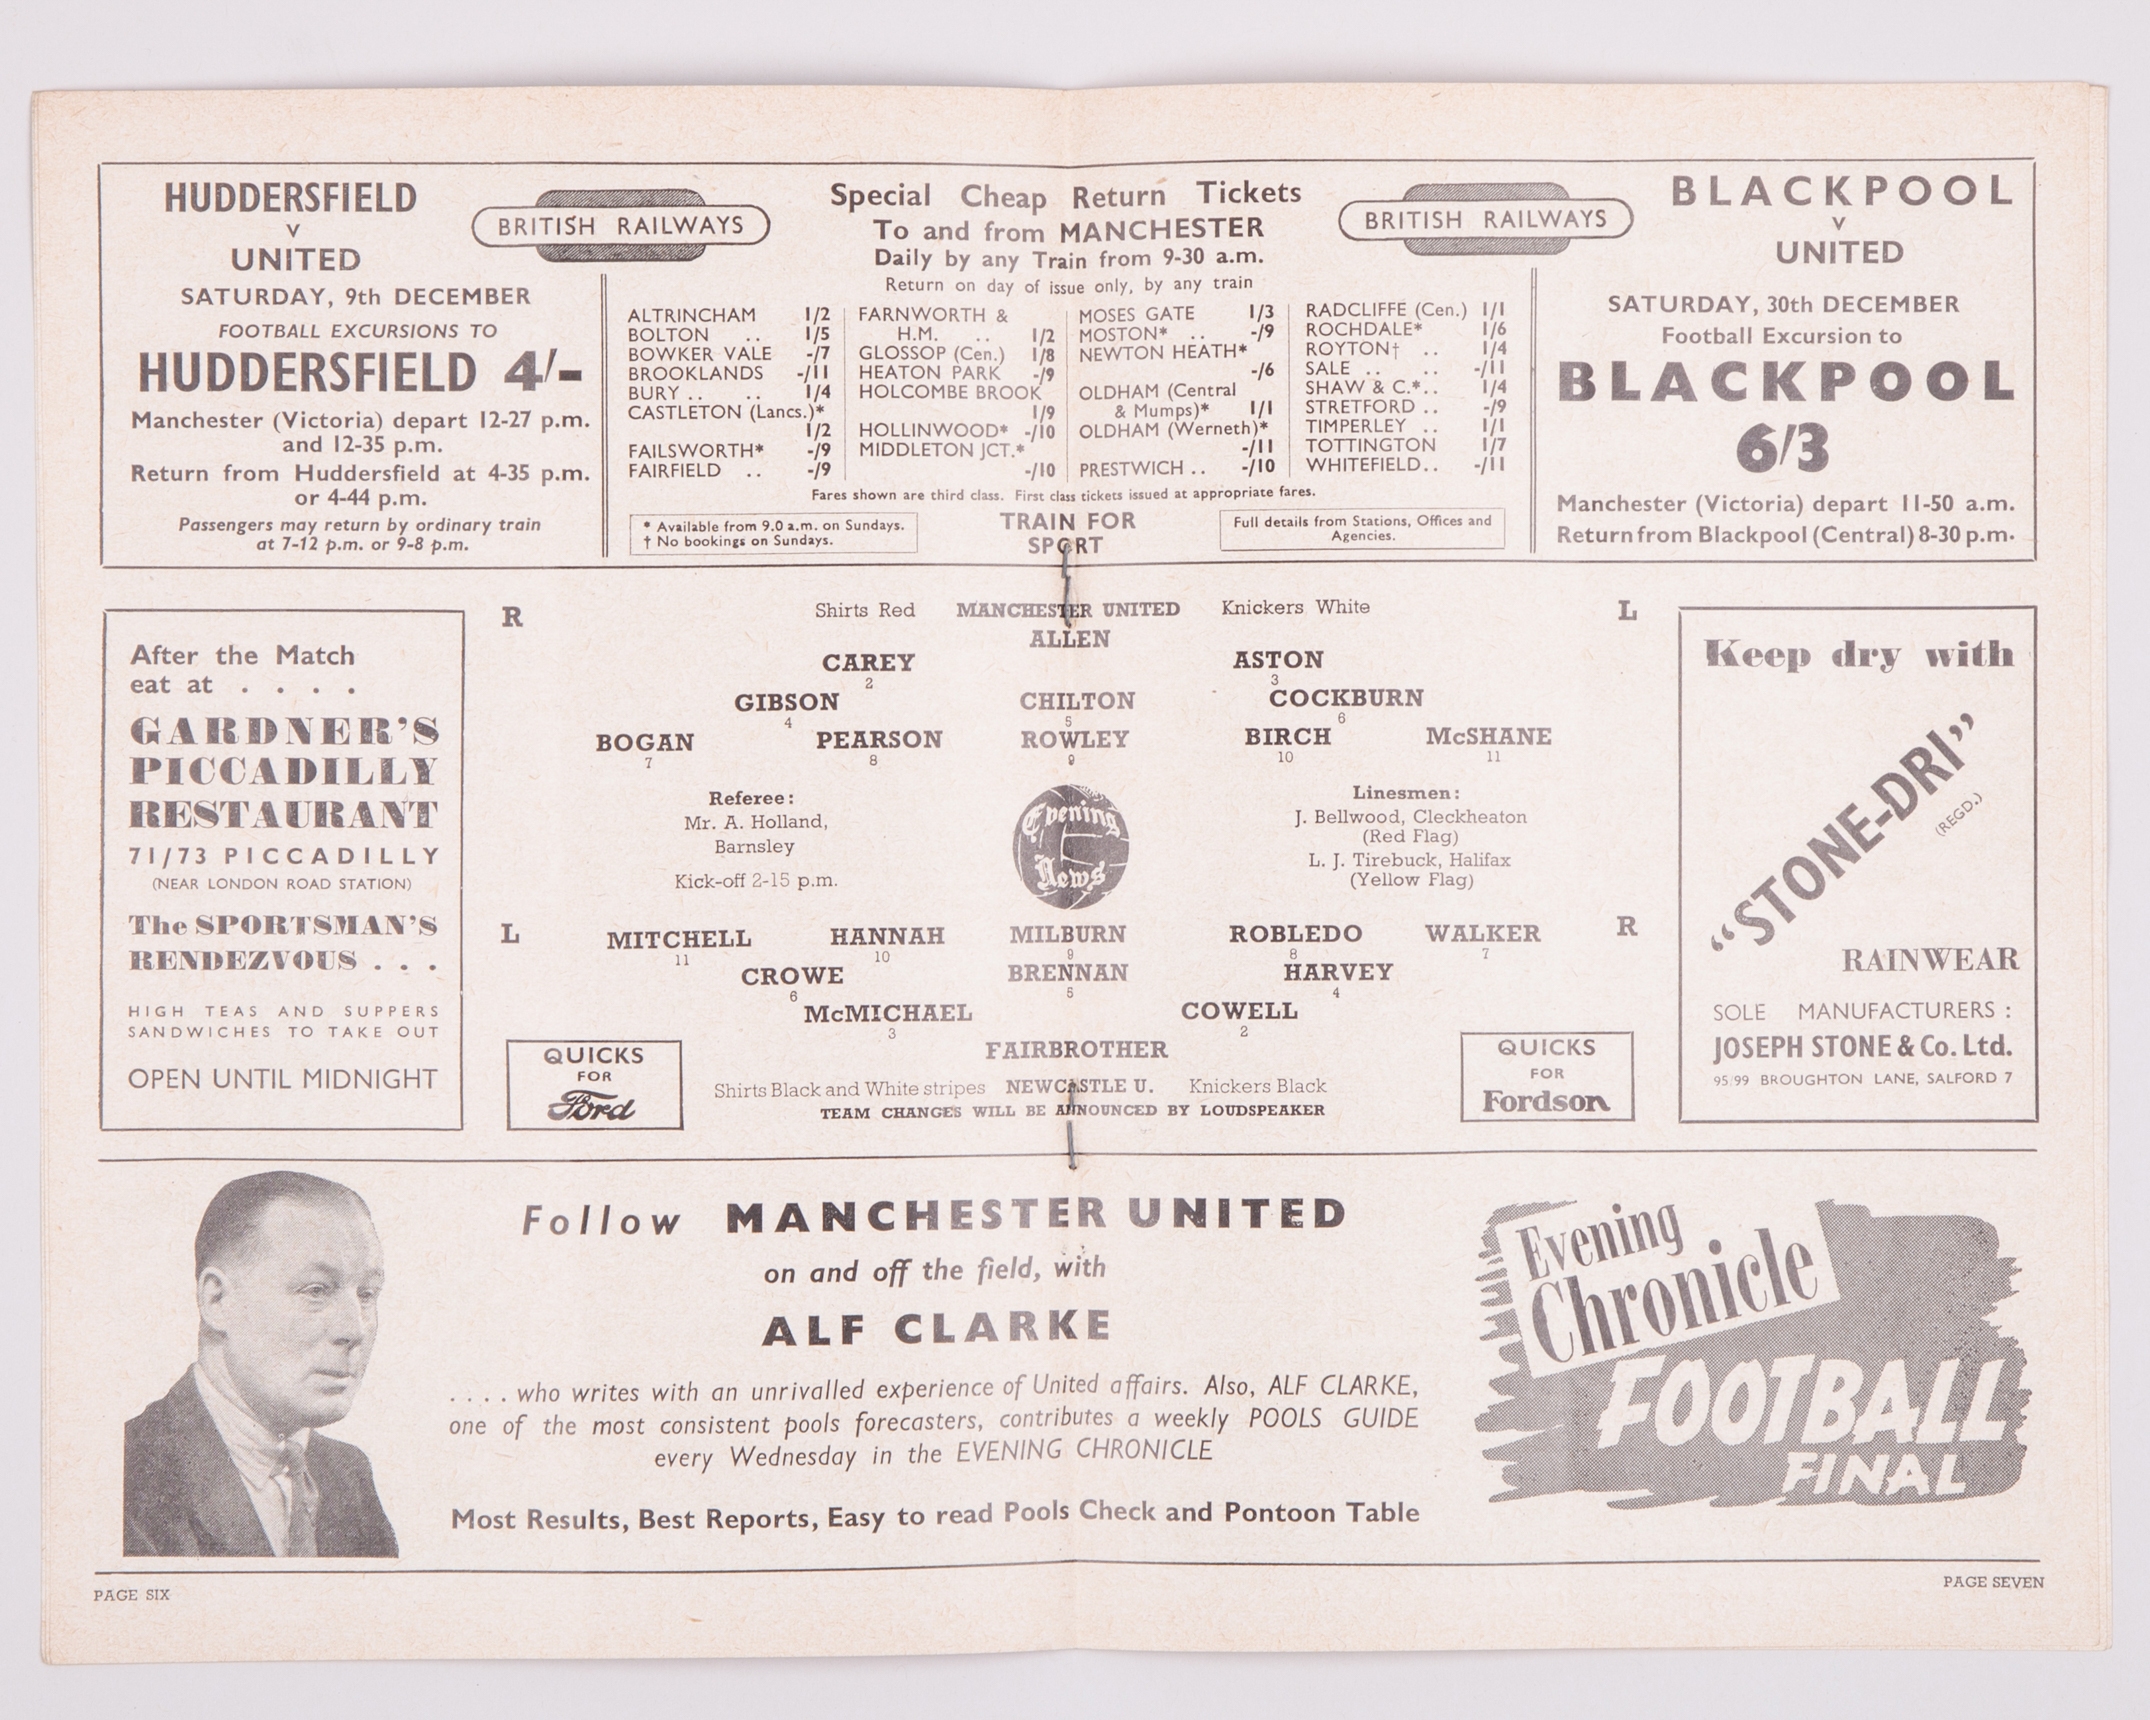 HUDDERSFIELD
v
UNITED
SATURDAY, 9th DECEMBER
FOOTBALL EXCURSIONS TO
HUDDERSFIELD 4/-
Manchester (Victoria) depart 12-27 p.m.
and 12-35 p.m.
Return from Huddersfield at 4-35 p.m.
or 4-44 p.m.
Passengers may return by ordinary train
at 7-12 p.m. or 9-8 p.m.
BRITISH RAILWAYS
Special Cheap Return Tickets
To and from MANCHESTER
Daily by any Train from 9-30 a.m.
Return on day of issue only, by any train
BRITISH RAILWAYS
ALTRINCHAM 1/2
BOLTON .. 1/5
BOWKER VALE -/7
BROOKLANDS -/11
BURY .. .. 1/4
CASTLETON (Lancs.)*
1/2
FAILSWORTH* -/9
FAIRFIELD .. -/9
FARNWORTH &
H.M. .. 1/2
GLOSSOP (Cen.) 1/8
HEATON PARK -/9
HOLCOMBE BROOK
1/9
HOLLINWOOD* -/10
MIDDLETON JCT.*
-/10
MOSES GATE 1/3
MOSTON* .. -/9
NEWTON HEATH*
-/6
OLDHAM (Central
& Mumps)* 1/1
OLDHAM (Werneth)*
-/11
PRESTWICH .. -/10
RADCLIFFE (Cen.) 1/1
ROCHDALE* 1/6
ROYTON† .. 1/4
SALE .. .. -/11
SHAW & C.*.. 1/4
STRETFORD .. -/9
TIMPERLEY .. 1/1
TOTTINGTON 1/7
WHITEFIELD.. -/11
Fares shown are third class. First class tickets issued at appropriate fares.
* Available from 9.0 a.m. on Sundays.
† No bookings on Sundays.
TRAIN FOR
SPORT
Full details from Stations, Offices and
Agencies.
BLACKPOOL
v
UNITED
SATURDAY, 30th DECEMBER
Football Excursion to
BLACKPOOL
6/3
Manchester (Victoria) depart 11-50 a.m.
Return from Blackpool (Central) 8-30 p.m.
After the Match
eat at . . . .
GARDNER'S
PICCADILLY
RESTAURANT
71/73 PICCADILLY
(NEAR LONDON ROAD STATION)
The SPORTSMAN'S
RENDEZVOUS . . .
HIGH TEAS AND SUPPERS
SANDWICHES TO TAKE OUT
OPEN UNTIL MIDNIGHT
R Shirts Red MANCHESTER UNITED Knickers White L
ALLEN
CAREY ASTON
2 3
GIBSON CHILTON COCKBURN
4 5 6
BOGAN PEARSON ROWLEY BIRCH McSHANE
7 8 9 10 11
Referee:
Mr. A. Holland,
Barnsley
Kick-off 2-15 p.m.
Evening
News
Linesmen:
J. Bellwood, Cleckheaton
(Red Flag)
L. J. Tirebuck, Halifax
(Yellow Flag)
L MITCHELL HANNAH MILBURN ROBLEDO WALKER R
11 10 9 8 7
CROWE BRENNAN HARVEY
6 5 4
McMICHAEL COWELL
3 2
FAIRBROTHER
Shirts Black and White stripes NEWCASTLE U. Knickers Black
TEAM CHANGES WILL BE ANNOUNCED BY LOUDSPEAKER
QUICKS
FOR
Ford
QUICKS
FOR
Fordson
Keep dry with
"STONE-DRI"
(REGD.)
RAINWEAR
SOLE MANUFACTURERS :
JOSEPH STONE & Co. Ltd.
95/99 BROUGHTON LANE, SALFORD 7
Follow MANCHESTER UNITED
on and off the field, with
ALF CLARKE
. . . . who writes with an unrivalled experience of United affairs. Also, ALF CLARKE,
one of the most consistent pools forecasters, contributes a weekly POOLS GUIDE
every Wednesday in the EVENING CHRONICLE
Most Results, Best Reports, Easy to read Pools Check and Pontoon Table
Evening
Chronicle
FOOTBALL
FINAL
PAGE SIX
PAGE SEVEN